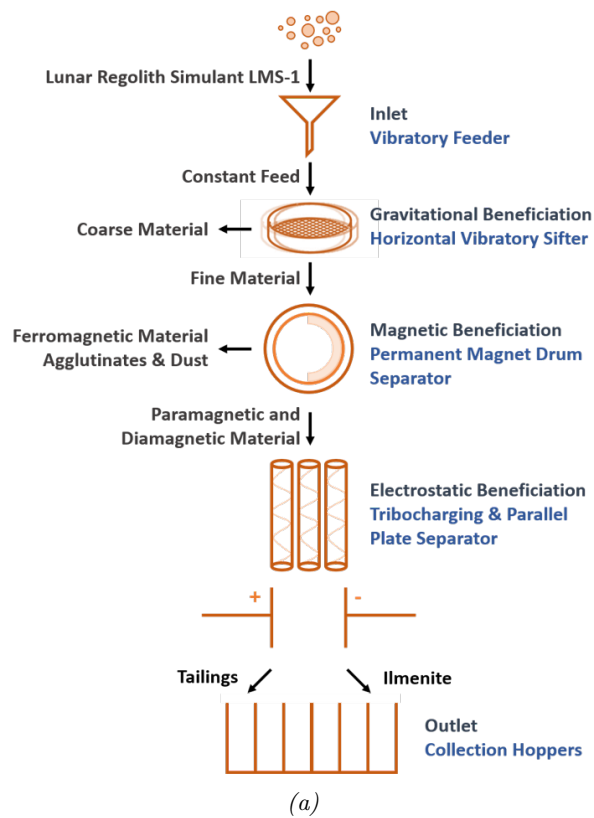 Lunar Regolith Simulant LMS-1
Inlet
Vibratory Feeder
Constant Feed
Gravitational Beneficiation
Horizontal Vibratory Sifter
Coarse Material
Fine Material
Ferromagnetic Material
Agglutinates & Dust
Magnetic Beneficiation
Permanent Magnet Drum
Separator
Paramagnetic and
Diamagnetic Material
Electrostatic Beneficiation
Tribocharging & Parallel
Plate Separator
+
-
Tailings
Ilmenite
Outlet
Collection Hoppers
(a)